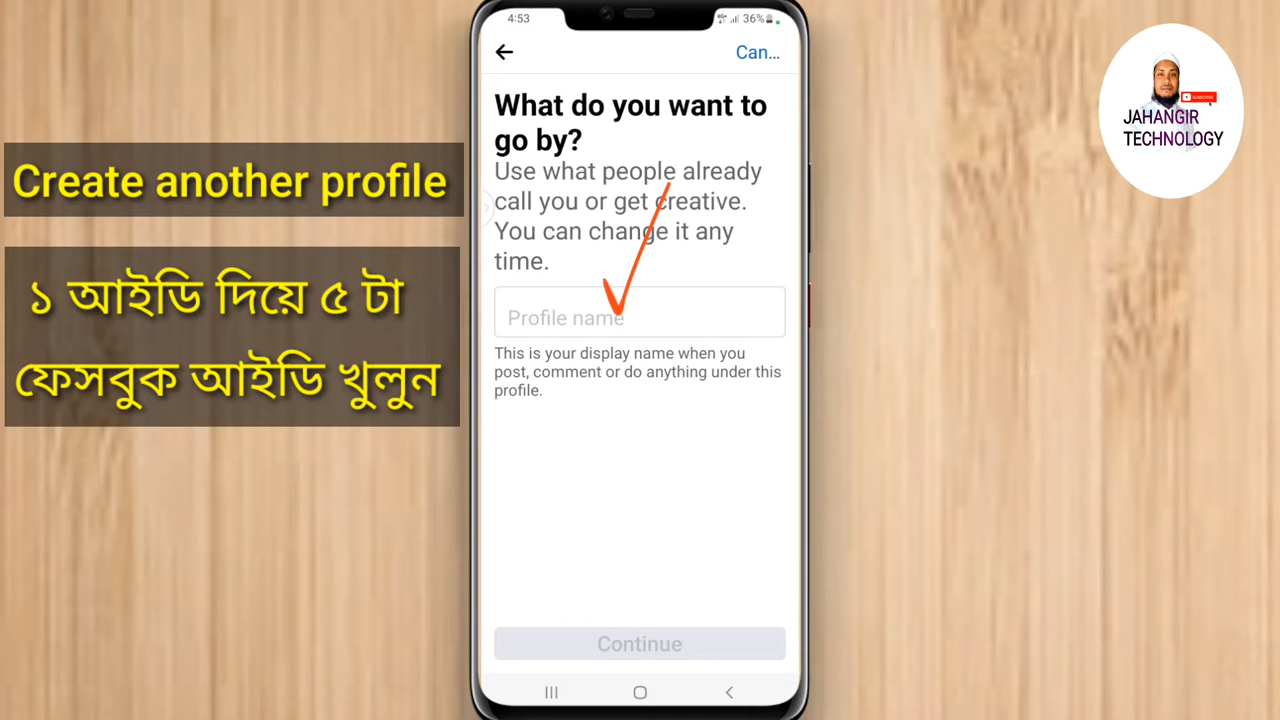 Create another profile
১ আইডি দিয়ে ৫ টা
ফেসবুক আইডি খুলুন
4:53
36%
Can...
What do you want to
go by?
Use what people already
call you or get creative.
You can change it any
time.
Profile name
This is your display name when you
post, comment or do anything under this
profile.
Continue
SUBSCRIBE
JAHANGIR
TECHNOLOGY